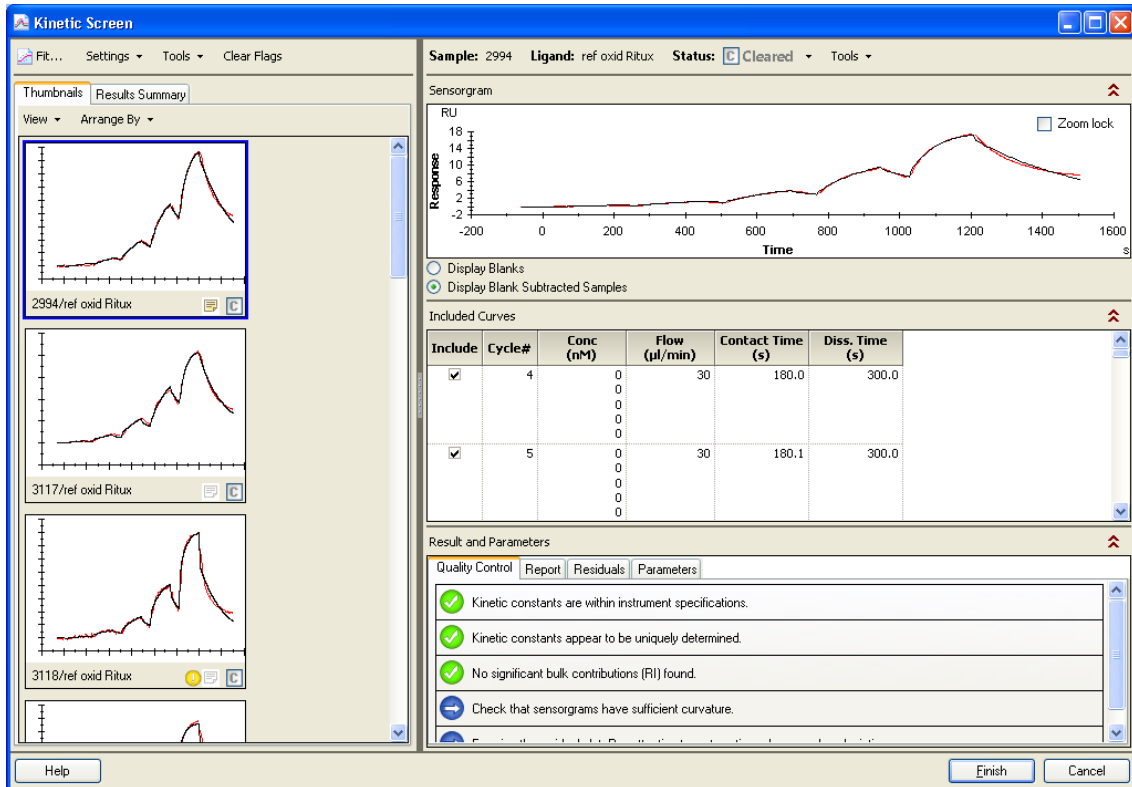 Kinetic Screen
Fit... Settings Tools Clear Flags
Thumbnails Results Summary
View Arrange By
2994/ref oxid Ritux C
3117/ref oxid Ritux C
3118/ref oxid Ritux C
Sample: 2994 Ligand: ref oxid Ritux Status: C Cleared Tools
Sensorgram
RU
18
14
10
6
2
-2
Response
Zoom lock
-200 0 200 400 600 800 1000 1200 1400 1600
Time s
Display Blanks
Display Blank Subtracted Samples
Included Curves
Include Cycle# Conc (nM) Flow (µl/min) Contact Time (s) Diss. Time (s)
4 0 30 180.0 300.0
0
0
0
0
5 0 30 180.1 300.0
0
0
0
0
Result and Parameters
Quality Control Report Residuals Parameters
Kinetic constants are within instrument specifications.
Kinetic constants appear to be uniquely determined.
No significant bulk contributions (RI) found.
Check that sensorgrams have sufficient curvature.
Help Finish Cancel